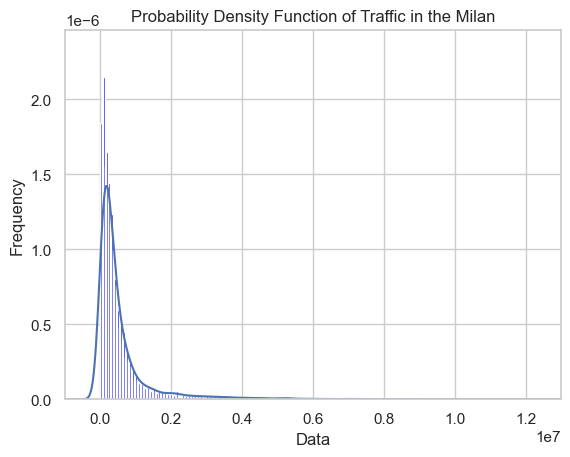 Probability Density Function of Traffic in the Milan
1e−6
2.0
1.5
1.0
0.5
0.0
Frequency
0.0 0.2 0.4 0.6 0.8 1.0 1.2
1e7
Data